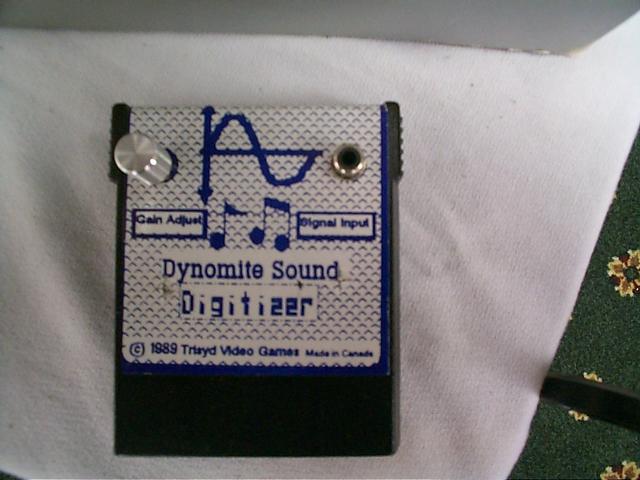 Gain Adjust
Signal Input
Dynomite Sound
Digitizer
(c) 1989 Trisyd Video Games Made in Canada